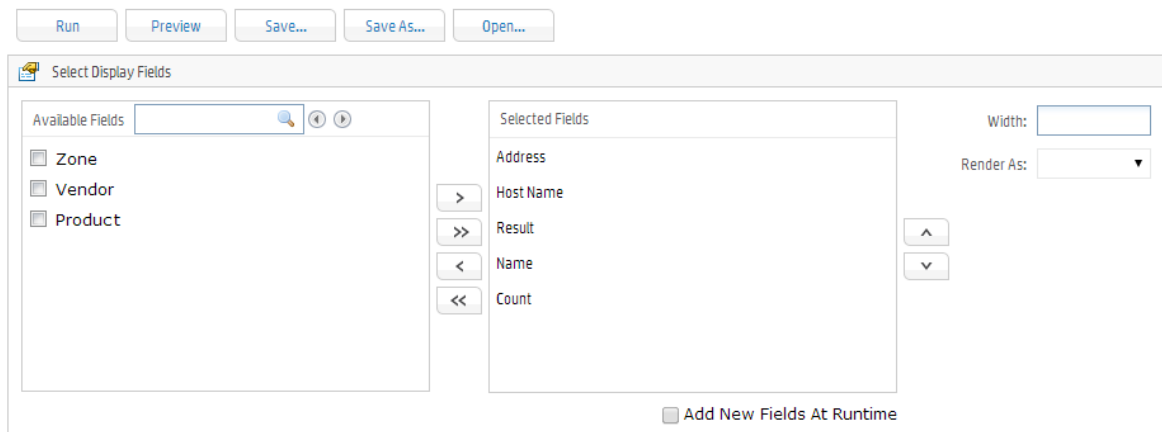 Run Preview Save... Save As... Open...
Select Display Fields
Available Fields
Zone
Vendor
Product
>
>>
<
<<
Selected Fields
Address
Host Name
Result
Name
Count
Width:
Render As:
Add New Fields At Runtime